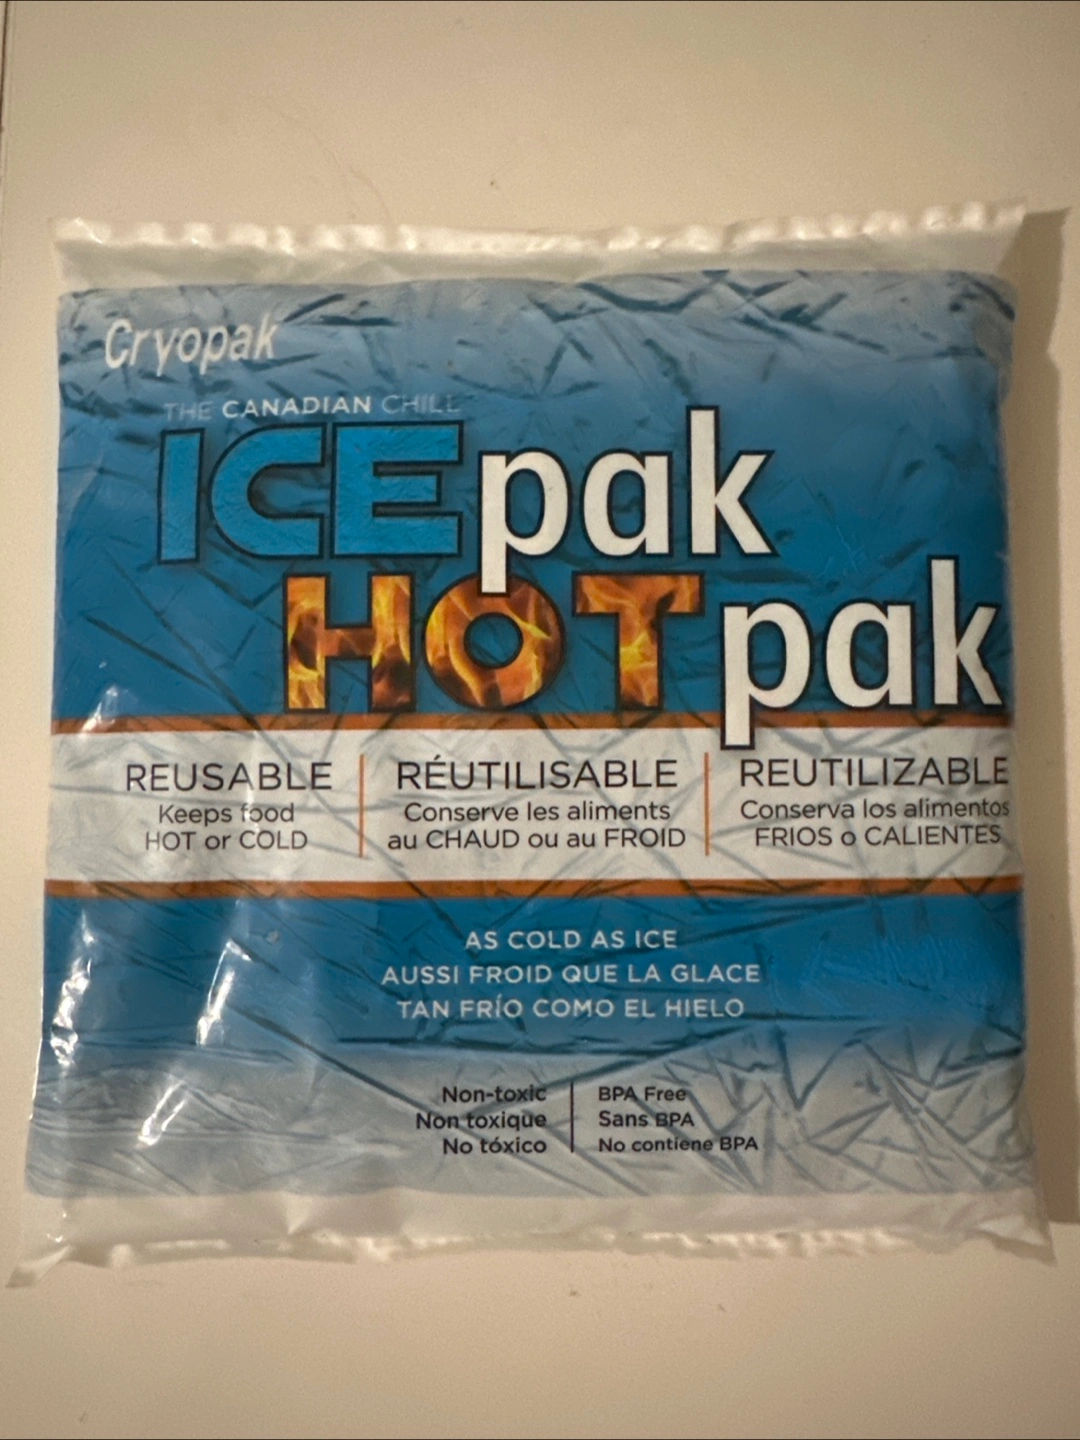 Cryopak
THE CANADIAN CHILL
ICEpak
HOTpak
REUSABLE
Keeps food
HOT or COLD
RÉUTILISABLE
Conserve les aliments
au CHAUD ou au FROID
REUTILIZABLE
Conserva los alimentos
FRIOS o CALIENTES
AS COLD AS ICE
AUSSI FROID QUE LA GLACE
TAN FRÍO COMO EL HIELO
Non-toxic
Non toxique
No tóxico
BPA Free
Sans BPA
No contiene BPA